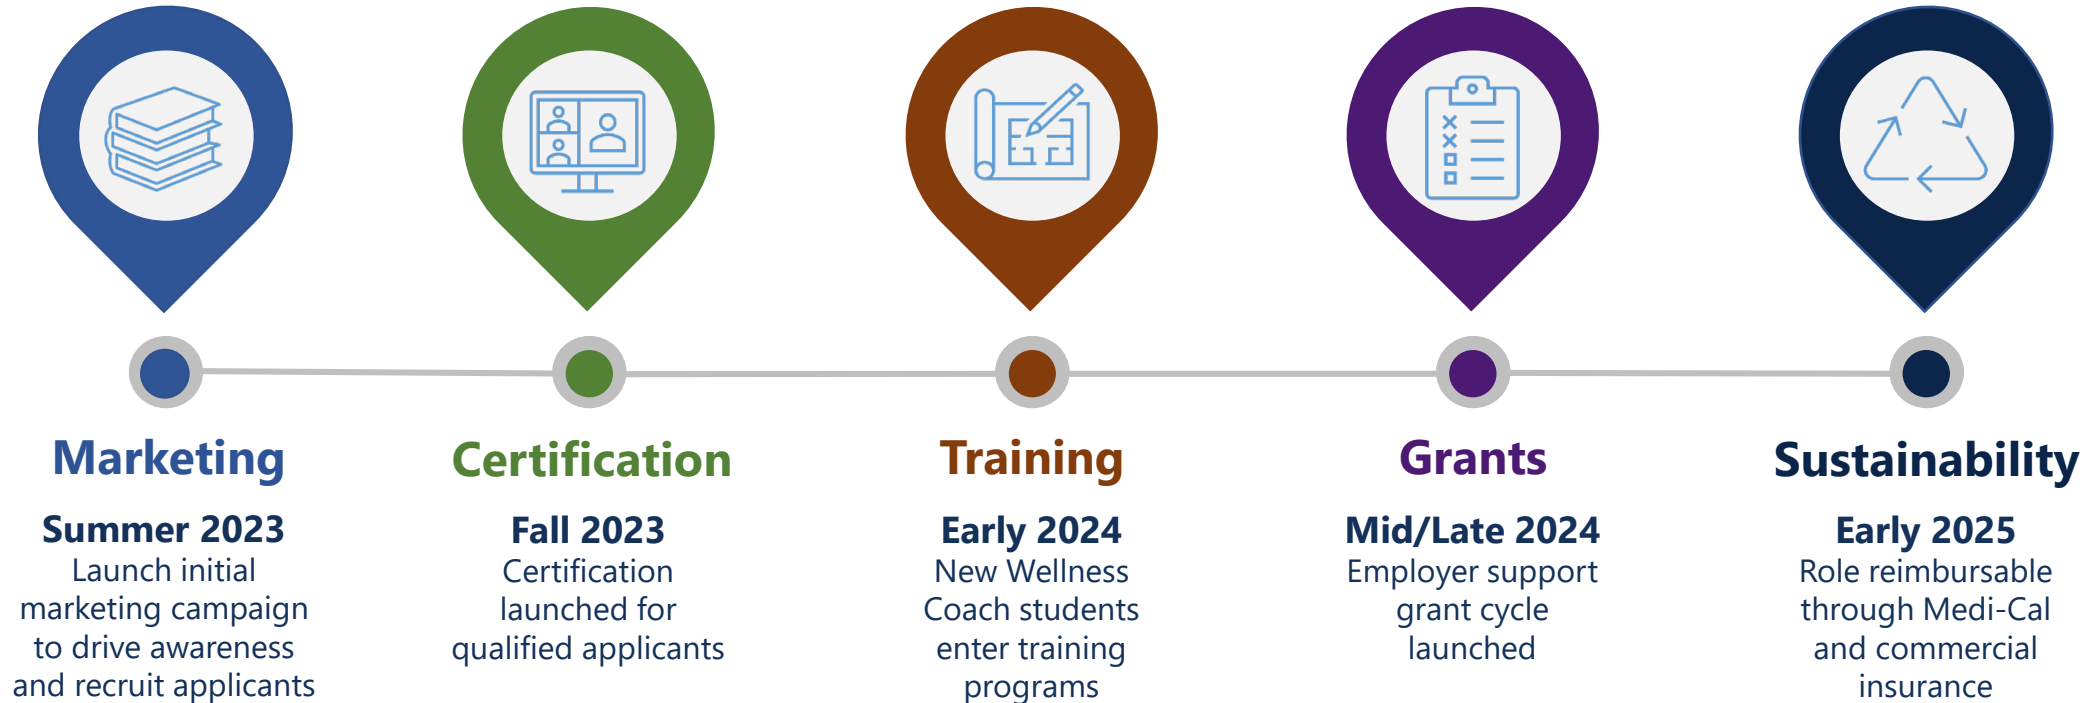 Marketing
Summer 2023
Launch initial
marketing campaign
to drive awareness
and recruit applicants
Certification
Fall 2023
Certification
launched for
qualified applicants
Training
Early 2024
New Wellness
Coach students
enter training
programs
Grants
Mid/Late 2024
Employer support
grant cycle
launched
Sustainability
Early 2025
Role reimbursable
through Medi-Cal
and commercial
insurance